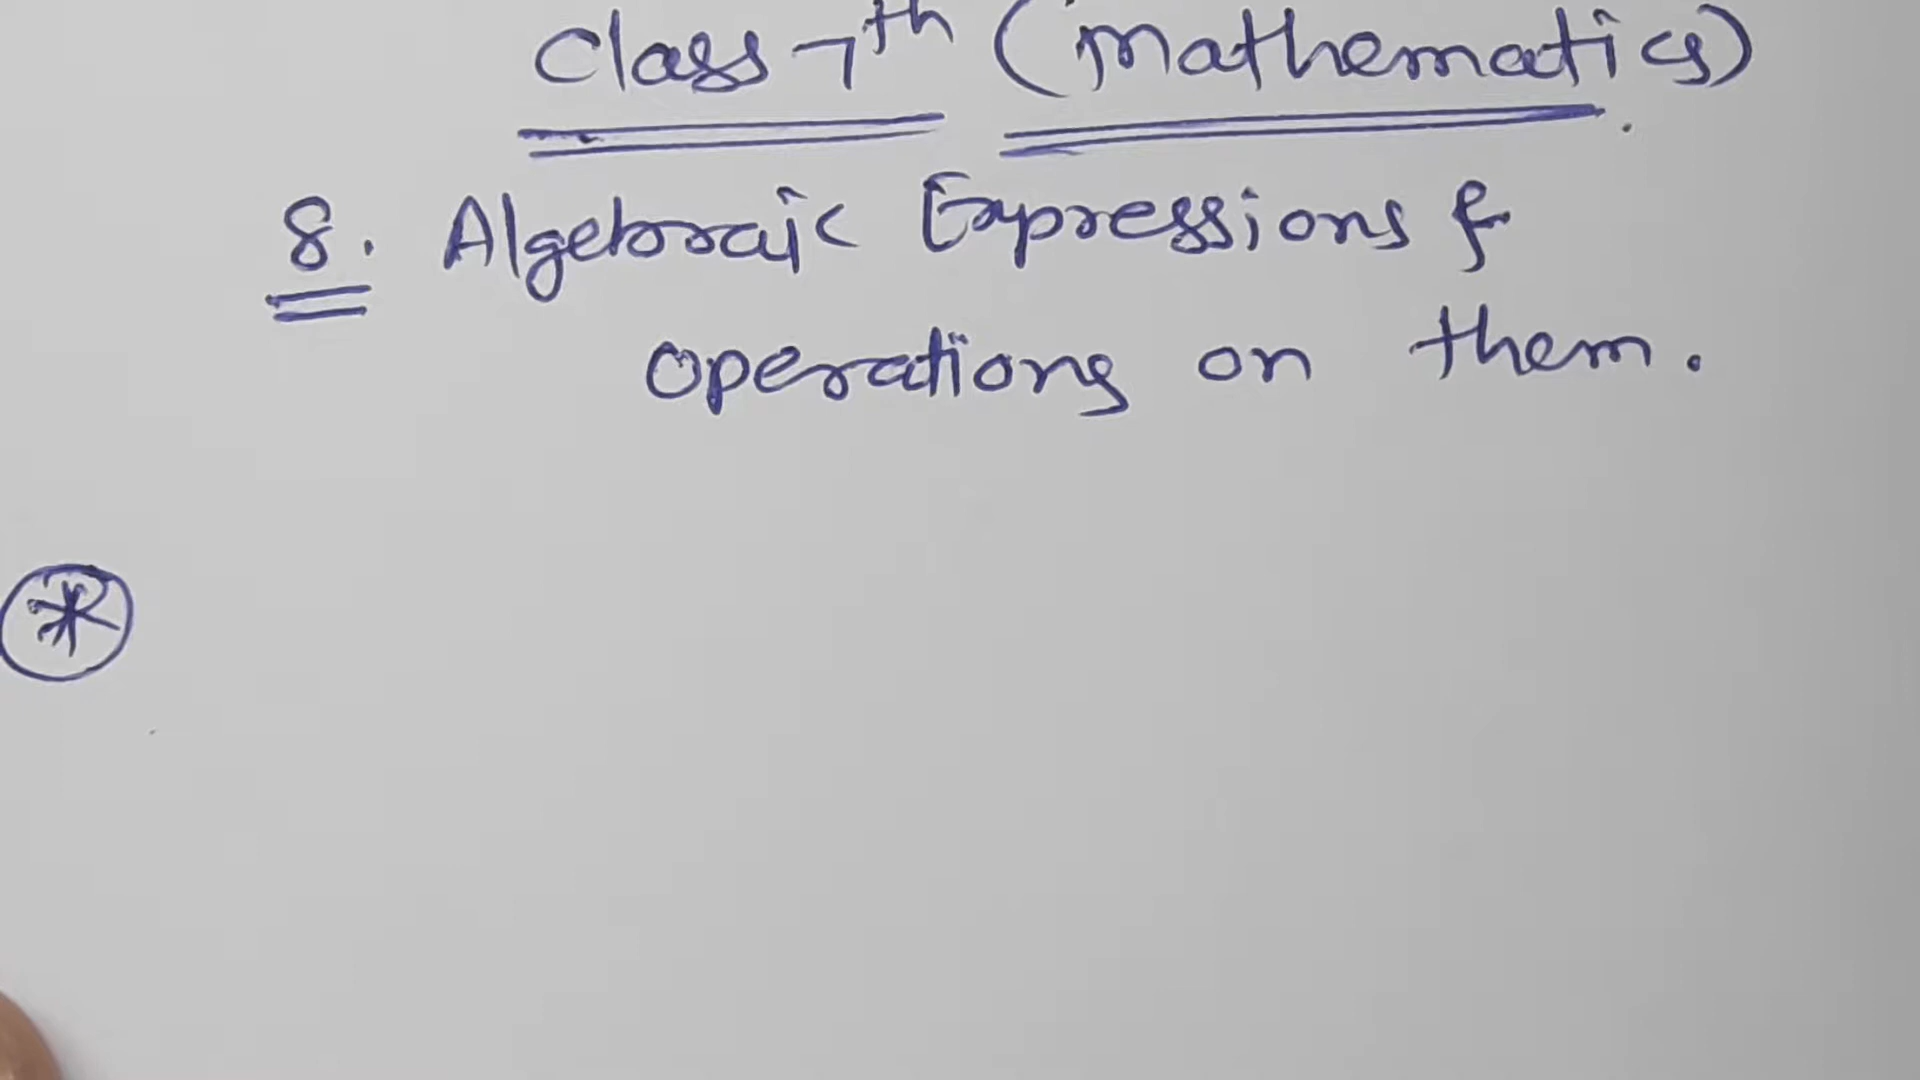 Class 7th (Mathematics)
8. Algebraic Expressions &
operations on them.
*